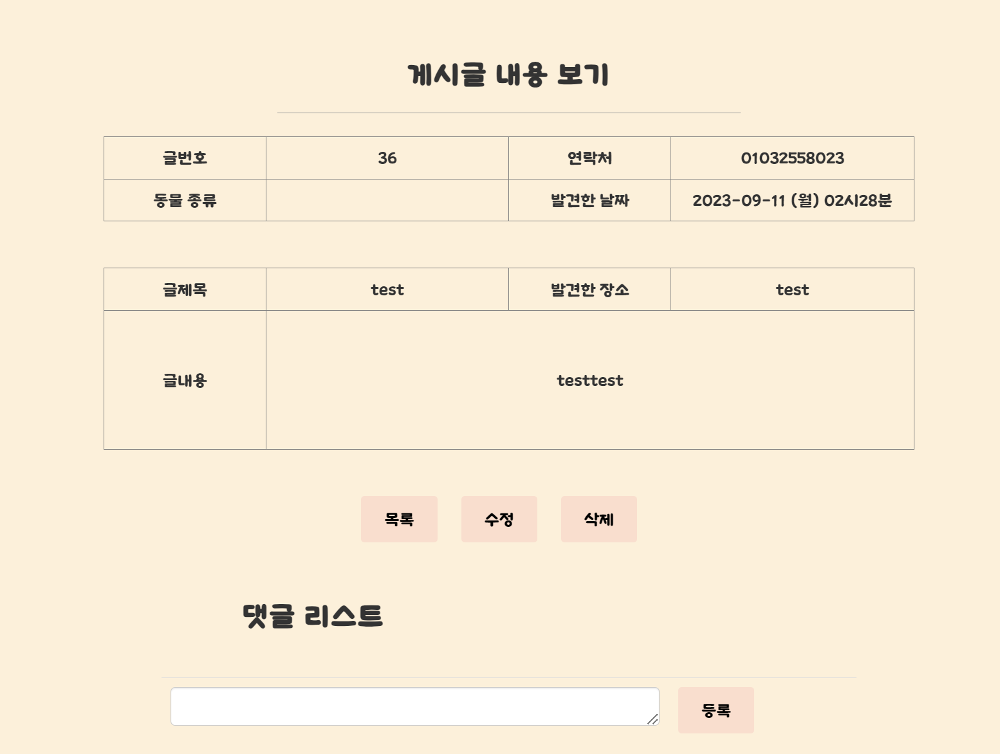 게시글 내용 보기
글번호 36 연락처 01032558023
동물 종류 발견한 날짜 2023-09-11 (월) 02시28분
글제목 test 발견한 장소 test
글내용 testtest
목록 수정 삭제
댓글 리스트
등록